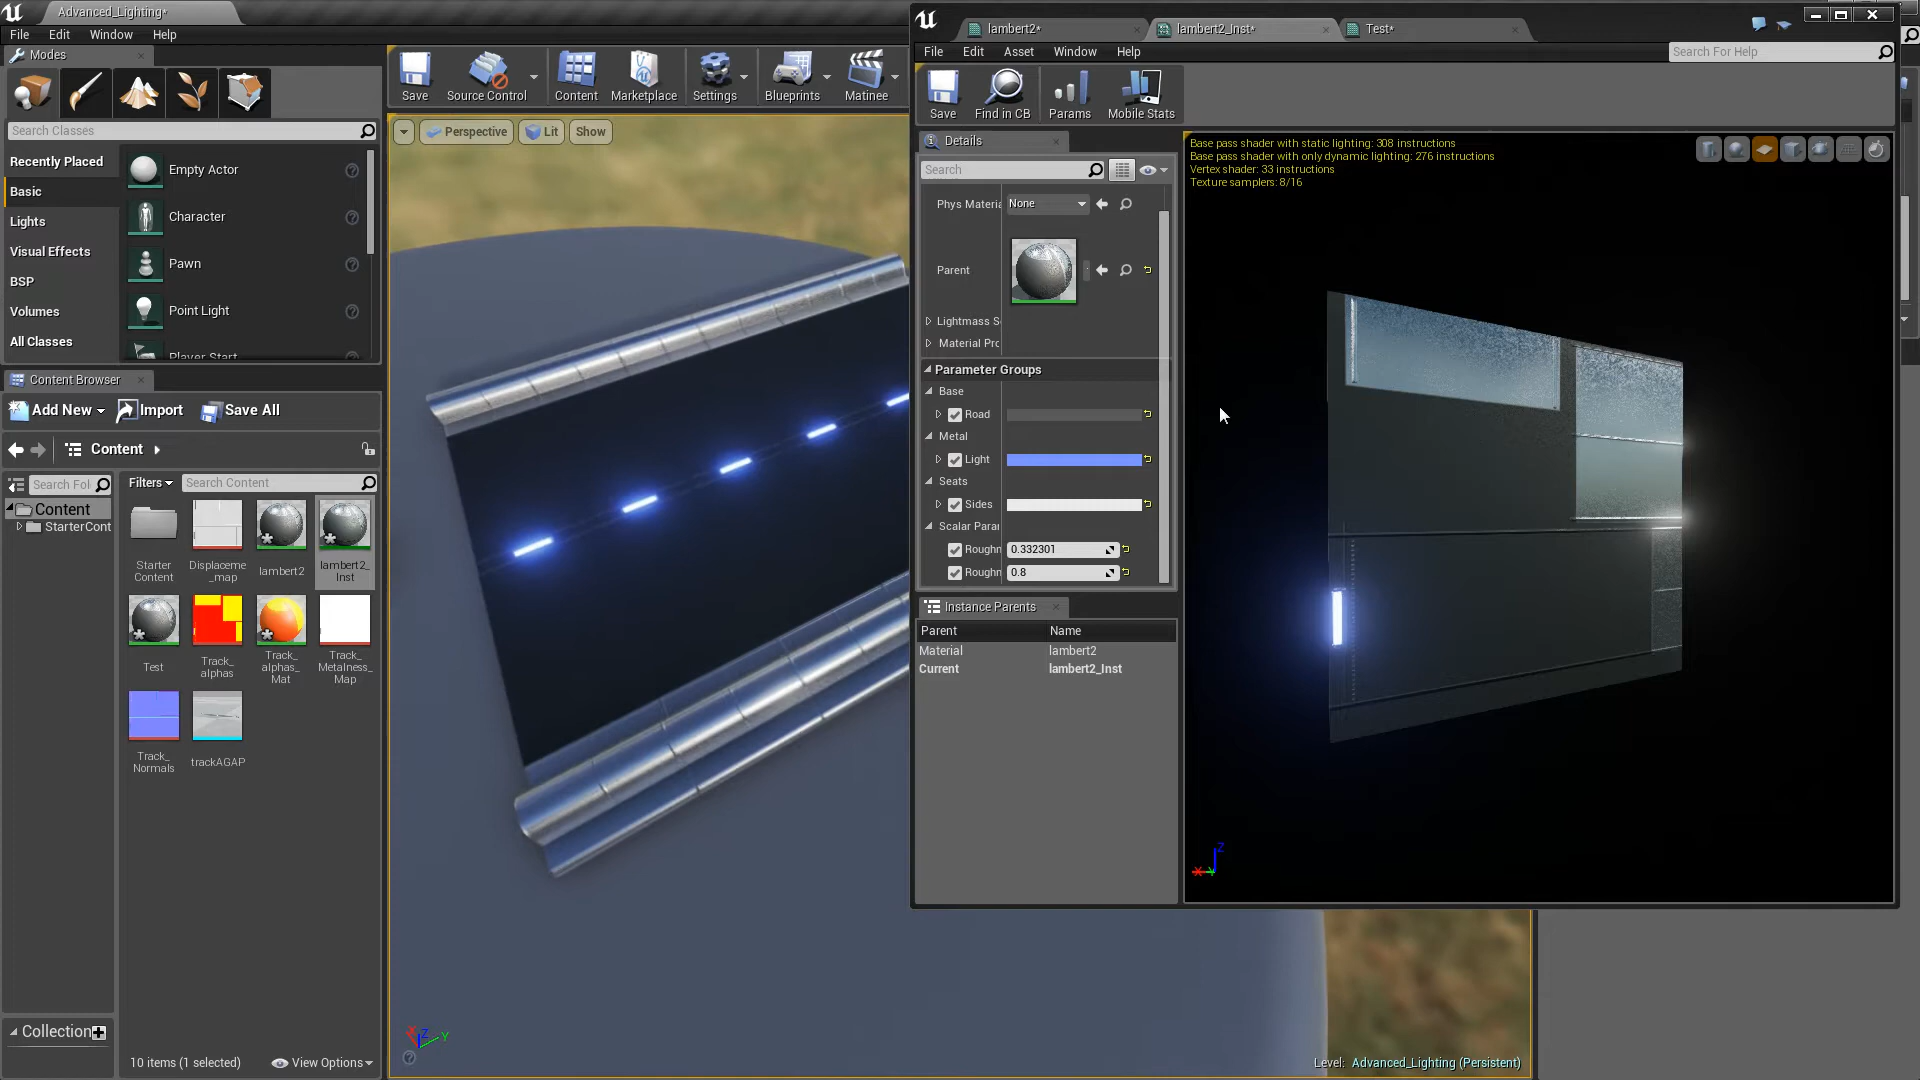 Advanced_Lighting*
File Edit Window Help
Modes
Search Classes
Recently Placed
Basic
Lights
Visual Effects
BSP
Volumes
All Classes
Empty Actor
Character
Pawn
Point Light
Player Start
Content Browser
Add New Import Save All
Content
Filters Search Content
Search Fol
Content
StarterCont
Starter Content
Displaceme_map
lambert2
lambert2_Inst
Test
Track_alphas
Track_alphas_Mat
Track_Metalness_Map
Track_Normals
trackAGAP
Collection
10 items (1 selected) View Options
Save Source Control Content Marketplace Settings Blueprints Matinee
Perspective Lit Show
X Z Y
Level: Advanced_Lighting (Persistent)
lambert2* lambert2_Inst* Test*
File Edit Asset Window Help
Search For Help
Save Find in CB Params Mobile Stats
Details
Search
Phys Materia None
Parent
Lightmass S
Material Prc
Parameter Groups
Base
Road
Metal
Light
Seats
Sides
Scalar Parar
Roughn 0.332301
Roughn 0.8
Instance Parents
Parent Name
Material lambert2
Current lambert2_Inst
Base pass shader with static lighting: 308 instructions
Base pass shader with only dynamic lighting: 276 instructions
Vertex shader: 33 instructions
Texture samplers: 8/16
Z
X Y